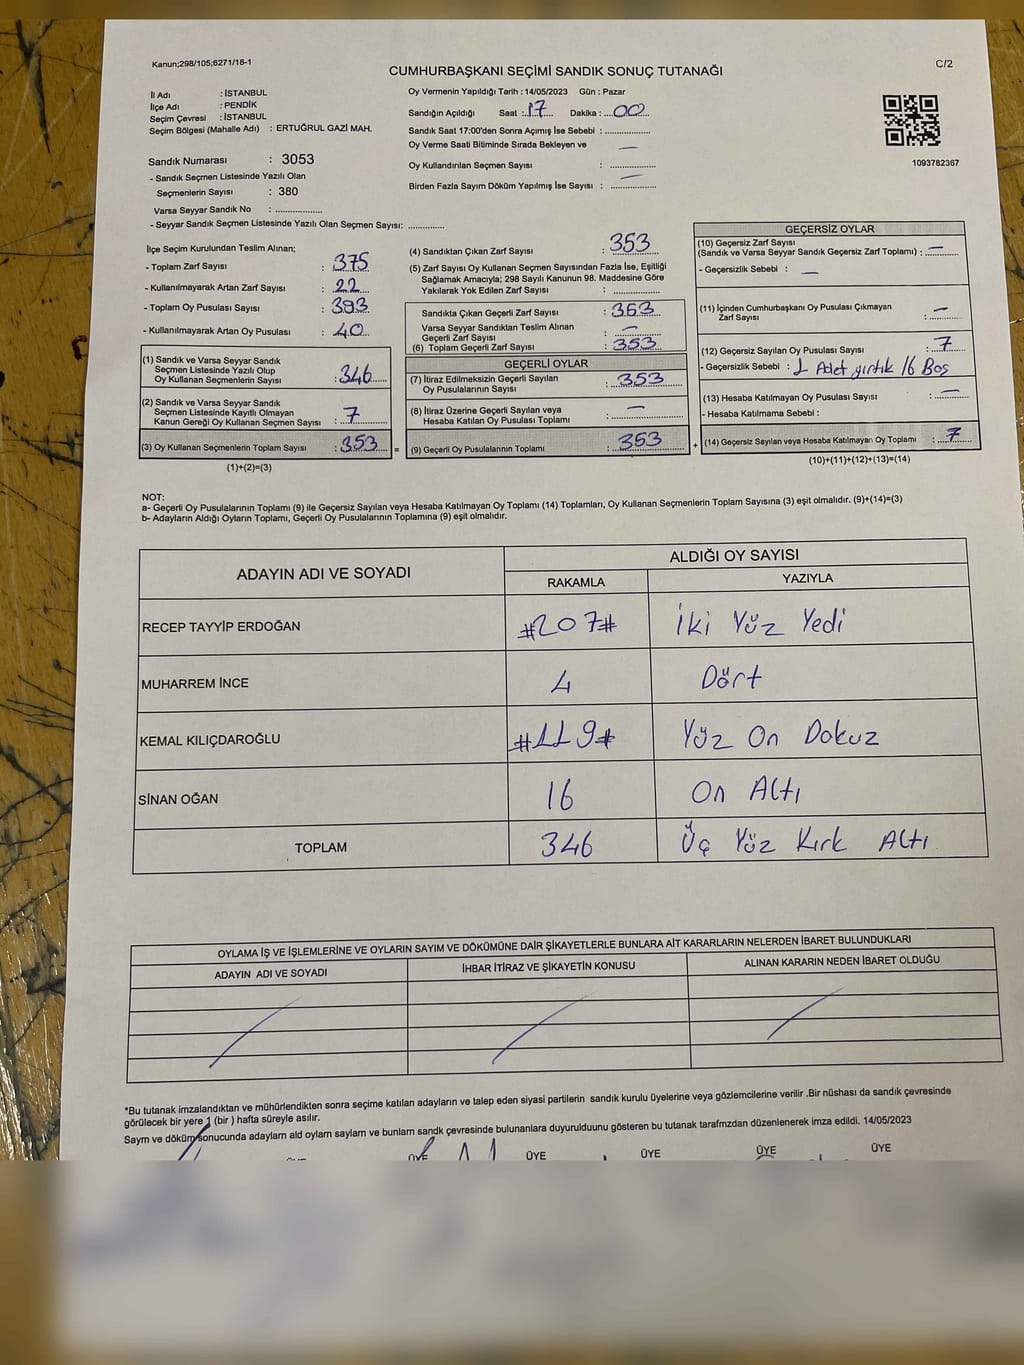 Kanun;298/105;6271/18-1
CUMHURBAŞKANI SEÇİMİ SANDIK SONUÇ TUTANAĞI
C/2
İl Adı : İSTANBUL
İlçe Adı : PENDİK
Seçim Çevresi : İSTANBUL
Seçim Bölgesi (Mahalle Adı) : ERTUĞRUL GAZİ MAH.
Sandık Numarası : 3053
- Sandık Seçmen Listesinde Yazılı Olan
Seçmenlerin Sayısı : 380
Varsa Seyyar Sandık No : ..................
- Seyyar Sandık Seçmen Listesinde Yazılı Olan Seçmen Sayısı: ..............
Oy Vermenin Yapıldığı Tarih : 14/05/2023 Gün : Pazar
Sandığın Açıldığı Saat : 17 Dakika : 00
Sandık Saat 17:00'den Sonra Açımış İse Sebebi : ..................
Oy Verme Saati Bitiminde Sırada Bekleyen ve —
Oy Kullandırılan Seçmen Sayısı : ..................
Birden Fazla Sayım Döküm Yapılmış İse Sayısı : — ..................
1093782367
İlçe Seçim Kurulundan Teslim Alınan;
- Toplam Zarf Sayısı : 375
- Kullanılmayarak Artan Zarf Sayısı : 22
- Toplam Oy Pusulası Sayısı : 393
- Kullanılmayarak Artan Oy Pusulası : 40
(1) Sandık ve Varsa Seyyar Sandık
Seçmen Listesinde Yazılı Olup
Oy Kullanan Seçmenlerin Sayısı : 346
(2) Sandık ve Varsa Seyyar Sandık
Seçmen Listesinde Kayıtlı Olmayan
Kanun Gereği Oy Kullanan Seçmen Sayısı : 7
(3) Oy Kullanan Seçmenlerin Toplam Sayısı : 353 =
(1)+(2)=(3)
(4) Sandıktan Çıkan Zarf Sayısı : 353
(5) Zarf Sayısı Oy Kullanan Seçmen Sayısından Fazla İse, Eşitliği
Sağlamak Amacıyla; 298 Sayılı Kanunun 98. Maddesine Göre
Yakılarak Yok Edilen Zarf Sayısı : ..................
Sandıkta Çıkan Geçerli Zarf Sayısı : 353
Varsa Seyyar Sandıktan Teslim Alınan
Geçerli Zarf Sayısı : —
(6) Toplam Geçerli Zarf Sayısı : 353
GEÇERLİ OYLAR
(7) İtiraz Edilmeksizin Geçerli Sayılan
Oy Pusulalarının Sayısı : 353
(8) İtiraz Üzerine Geçerli Sayılan veya
Hesaba Katılan Oy Pusulası Toplamı : —
(9) Geçerli Oy Pusulalarının Toplamı : 353 +
GEÇERSİZ OYLAR
(10) Geçersiz Zarf Sayısı
(Sandık ve Varsa Seyyar Sandık Geçersiz Zarf Toplamı) : —
- Geçersizlik Sebebi : —
(11) İçinden Cumhurbaşkanı Oy Pusulası Çıkmayan
Zarf Sayısı : —
(12) Geçersiz Sayılan Oy Pusulası Sayısı : 7
- Geçersizlik Sebebi : 1 Adet yırtık 16 Boş
(13) Hesaba Katılmayan Oy Pusulası Sayısı : —
- Hesaba Katılmama Sebebi :
(14) Geçersiz Sayılan veya Hesaba Katılmayan Oy Toplamı : 7
(10)+(11)+(12)+(13)=(14)
NOT:
a- Geçerli Oy Pusulalarının Toplamı (9) ile Geçersiz Sayılan veya Hesaba Katılmayan Oy Toplamı (14) Toplamları, Oy Kullanan Seçmenlerin Toplam Sayısına (3) eşit olmalıdır. (9)+(14)=(3)
b- Adayların Aldığı Oyların Toplamı, Geçerli Oy Pusulalarının Toplamına (9) eşit olmalıdır.
ADAYIN ADI VE SOYADI
ALDIĞI OY SAYISI
RAKAMLA YAZIYLA
RECEP TAYYİP ERDOĞAN #207# İki Yüz Yedi
MUHARREM İNCE 4 Dört
KEMAL KILIÇDAROĞLU #119# Yüz On Dokuz
SİNAN OĞAN 16 On Altı
TOPLAM 346 Üç Yüz Kırk Altı
OYLAMA İŞ VE İŞLEMLERİNE VE OYLARIN SAYIM VE DÖKÜMÜNE DAİR ŞİKAYETLERLE BUNLARA AİT KARARLARIN NELERDEN İBARET BULUNDUKLARI
ADAYIN ADI VE SOYADI İHBAR İTİRAZ VE ŞİKAYETİN KONUSU ALINAN KARARIN NEDEN İBARET OLDUĞU
*Bu tutanak imzalandıktan ve mühürlendikten sonra seçime katılan adayların ve talep eden siyasi partilerin sandık kurulu üyelerine veya gözlemcilerine verilir .Bir nüshası da sandık çevresinde
görülecek bir yere 1 (bir ) hafta süreyle asılır.
Sayım ve döküm sonucunda adayların ald oyların sayıları ve bunların sandık çevresinde bulunanlara duyurulduunu gösteren bu tutanak tarafımzdan düzenlenerek imza edildi. 14/05/2023
ÜYE ÜYE ÜYE ÜYE ÜYE